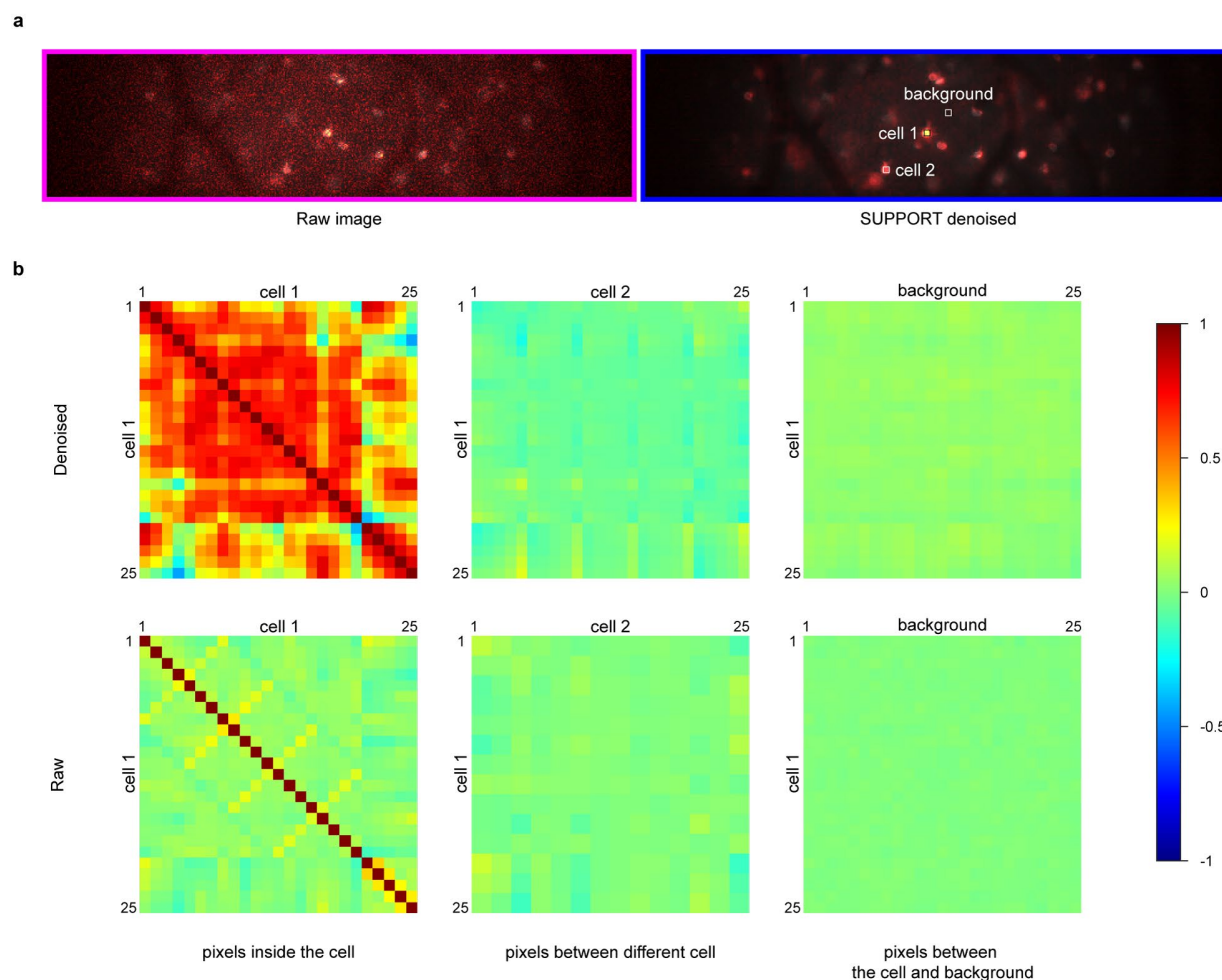 a
background
cell 1
cell 2
Raw image
SUPPORT denoised
b
1 cell 1 25
1 cell 2 25
1 background 25
1
cell 1
25
Denoised
1
cell 1
25
1
cell 1
25
1
0.5
0
-0.5
-1
1 cell 1 25
1 cell 2 25
1 background 25
1
cell 1
25
Raw
1
cell 1
25
1
cell 1
25
pixels inside the cell
pixels between different cell
pixels between
the cell and background